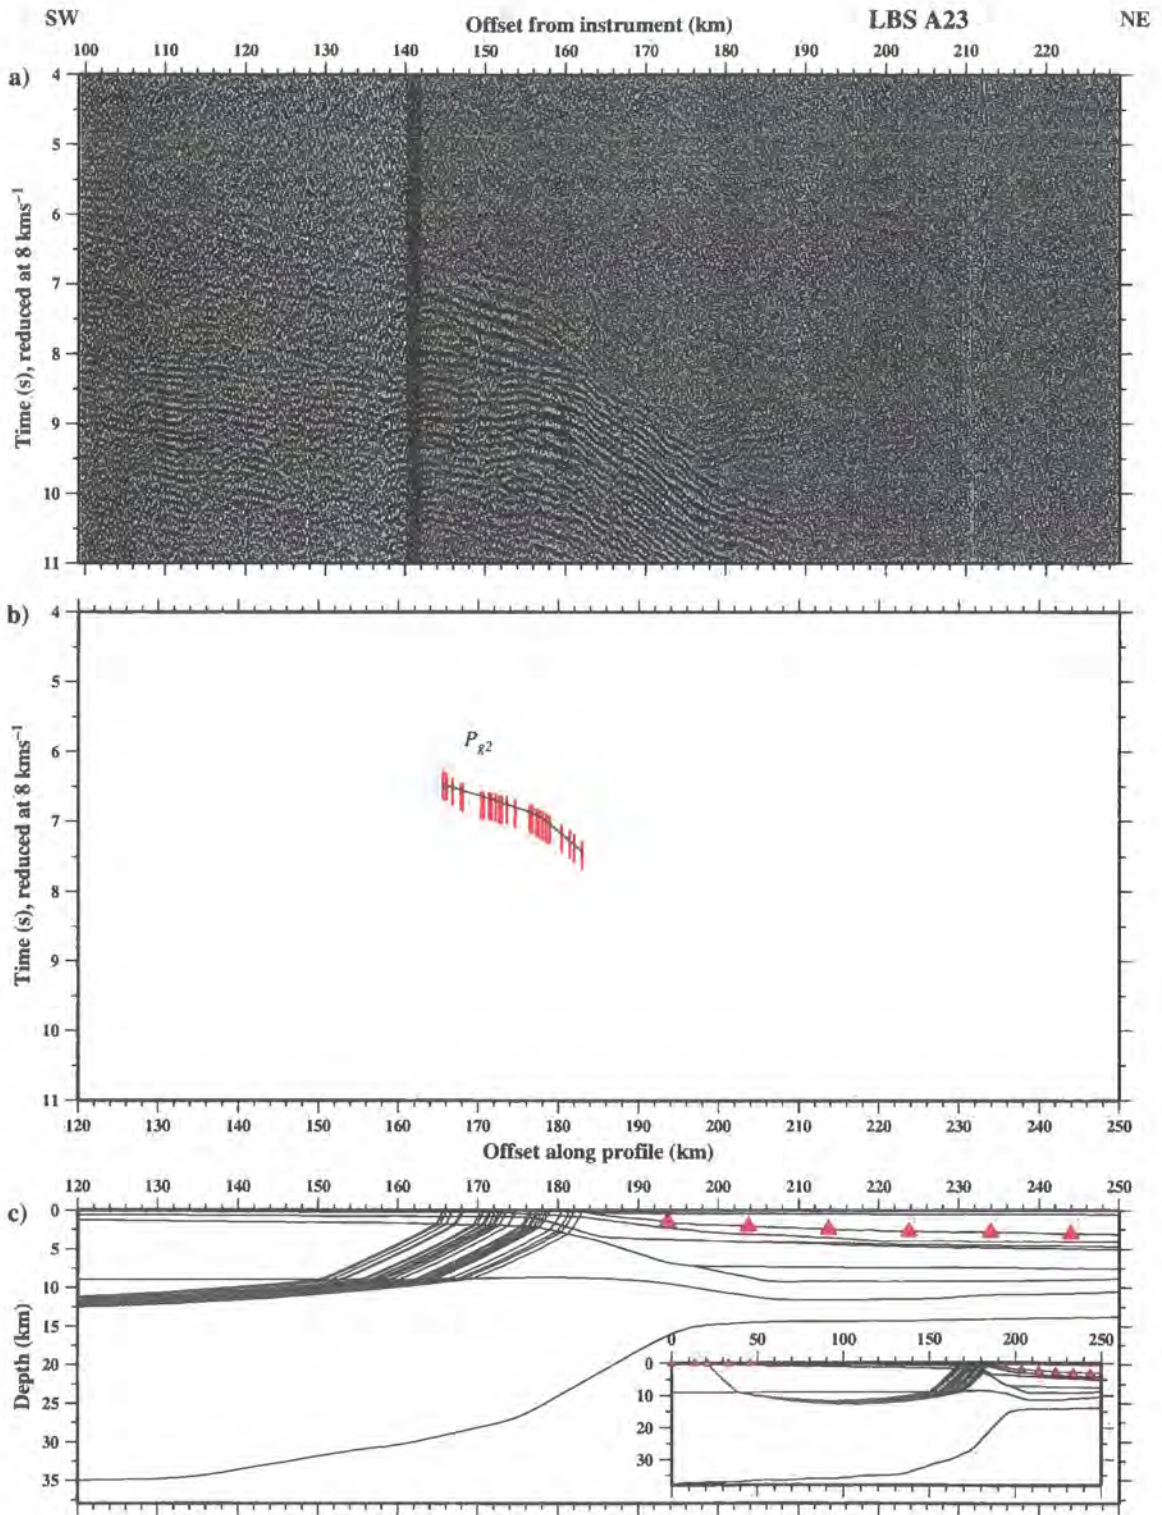 SW
Offset from instrument (km)
LBS A23
NE
100 110 120 130 140 150 160 170 180 190 200 210 220
a)
4
5
6
7
8
9
10
11
Time (s), reduced at 8 kms⁻¹
b)
4
5
6
7
8
9
10
11
Time (s), reduced at 8 kms⁻¹
P_g2
120 130 140 150 160 170 180 190 200 210 220 230 240 250
Offset along profile (km)
120 130 140 150 160 170 180 190 200 210 220 230 240 250
c)
0
5
10
15
20
25
30
35
Depth (km)
0 50 100 150 200 250
0
10
20
30